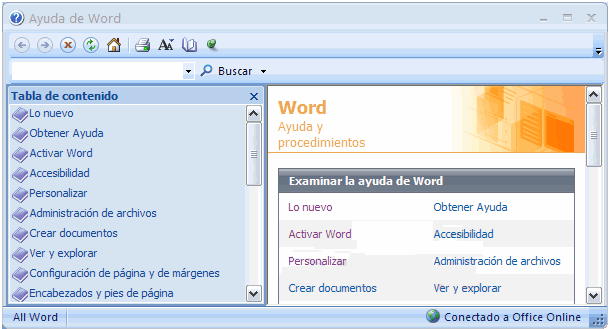 Ayuda de Word
Buscar
Tabla de contenido
Lo nuevo
Obtener Ayuda
Activar Word
Accesibilidad
Personalizar
Administración de archivos
Crear documentos
Ver y explorar
Configuración de página y de márgenes
Encabezados y pies de página
Word
Ayuda y
procedimientos
Examinar la ayuda de Word
Lo nuevo Obtener Ayuda
Activar Word Accesibilidad
Personalizar Administración de archivos
Crear documentos Ver y explorar
All Word Conectado a Office Online